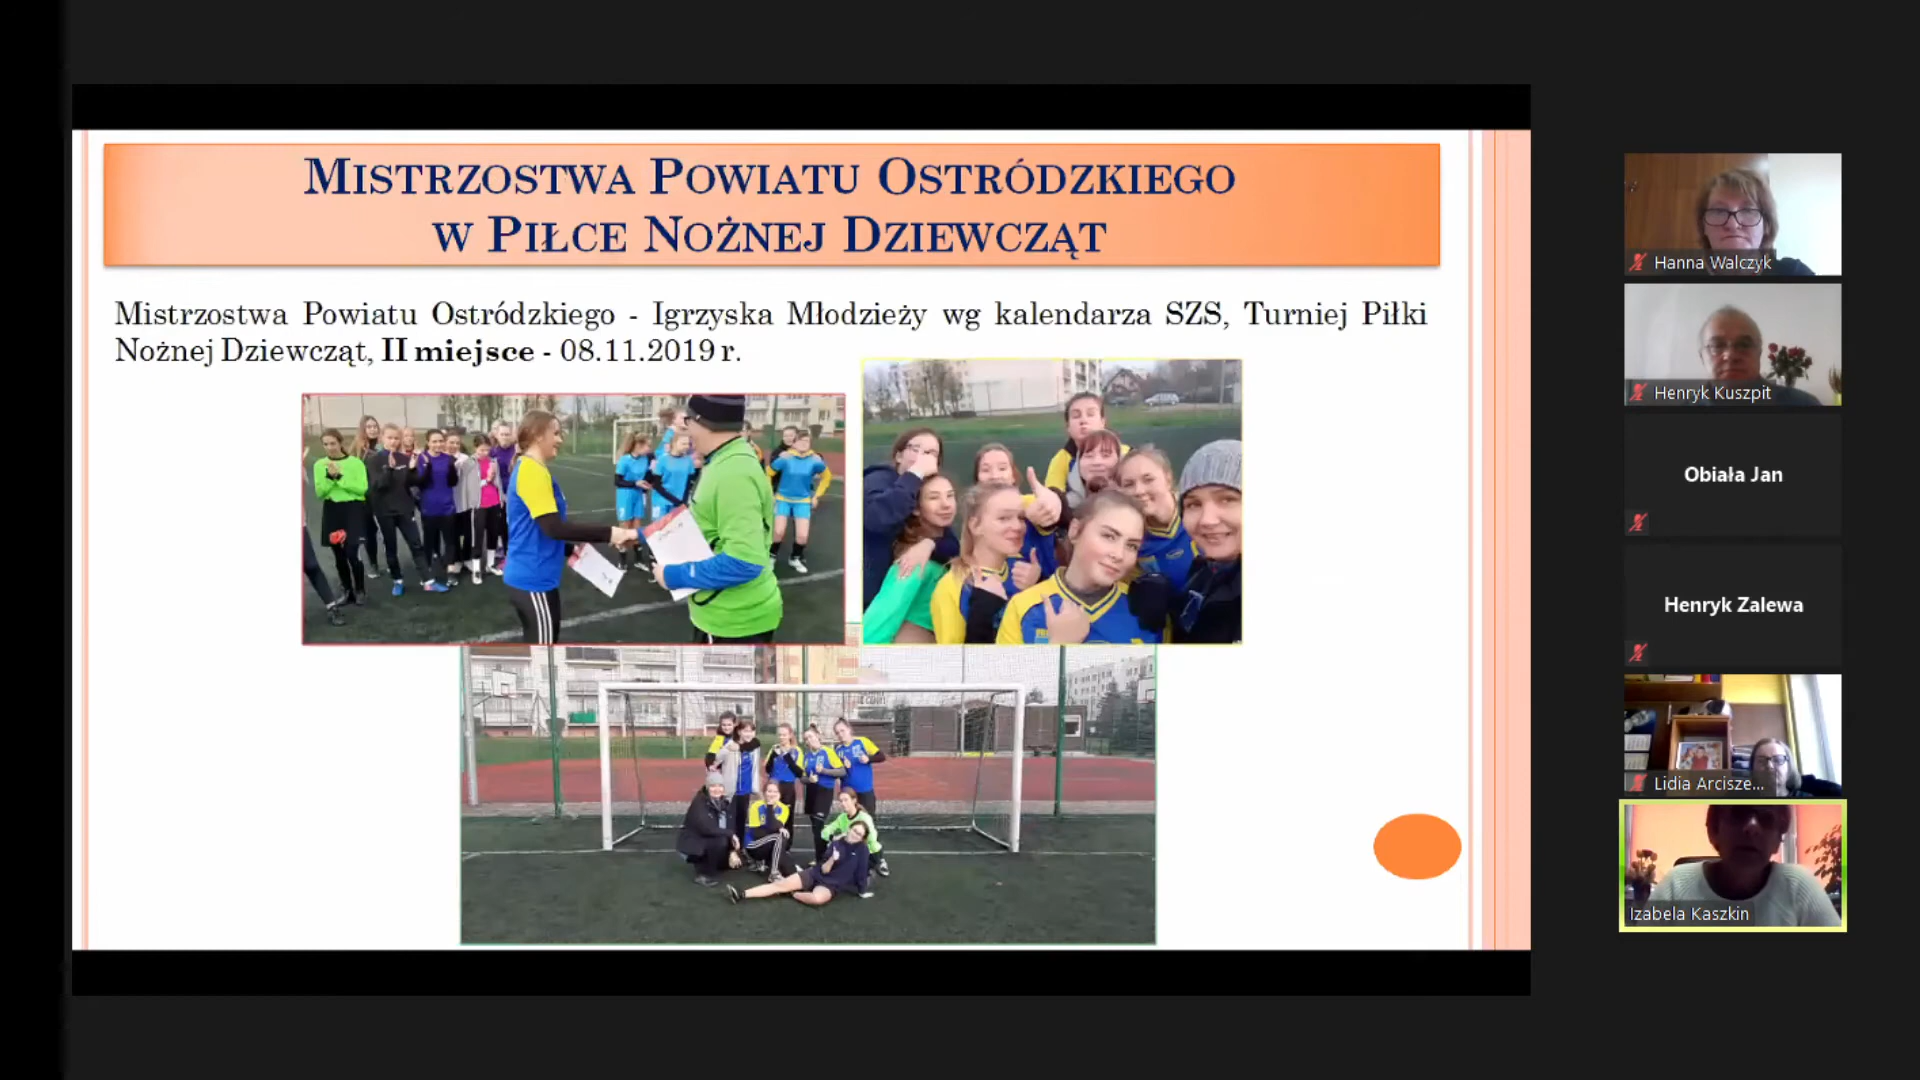 Mistrzostwa Powiatu Ostródzkiego
w Piłce Nożnej Dziewcząt
Mistrzostwa Powiatu Ostródzkiego - Igrzyska Młodzieży wg kalendarza SZS, Turniej Piłki
Nożnej Dziewcząt, II miejsce - 08.11.2019 r.
Hanna Walczyk
Henryk Kuszpit
Obiała Jan
Henryk Zalewa
Lidia Arcisze...
Izabela Kaszkin